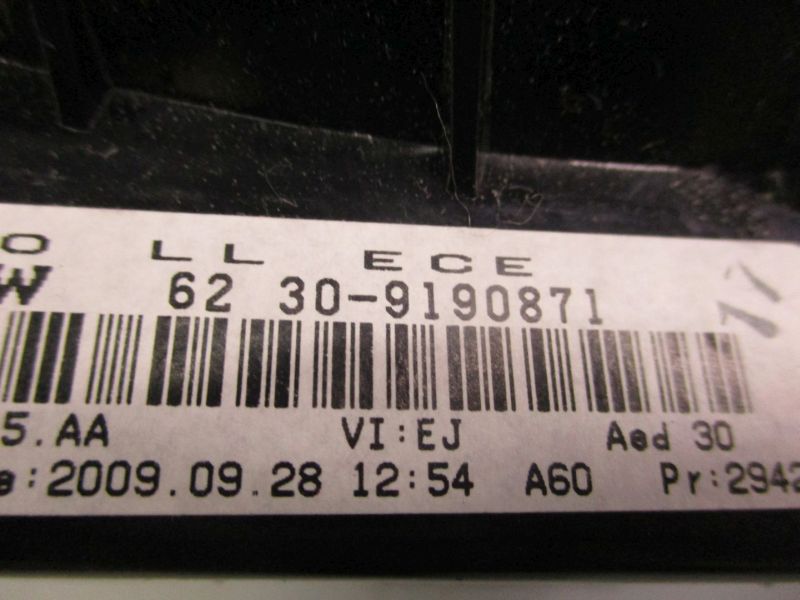 O LL ECE
W 62 30-9190871
77
5.AA VI:EJ Aed 30
e:2009.09.28 12:54 A60 Pr:2942